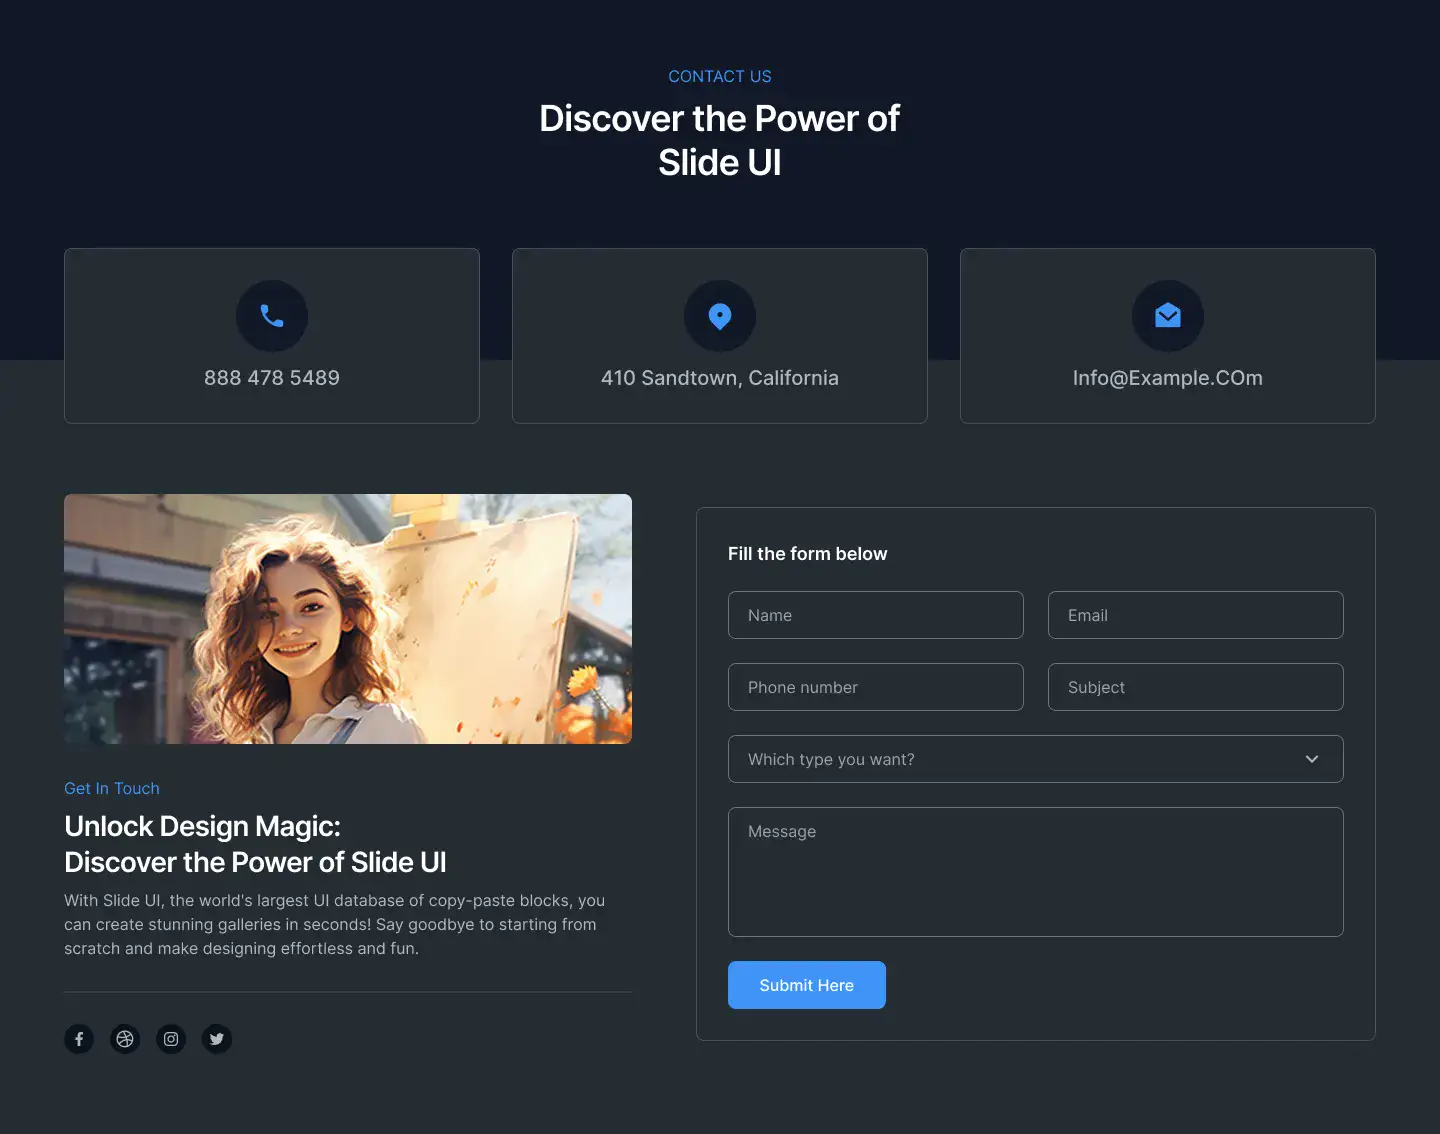 CONTACT US
Discover the Power of
Slide UI
888 478 5489
410 Sandtown, California
Info@Example.COm
Get In Touch
Unlock Design Magic:
Discover the Power of Slide UI
With Slide UI, the world's largest UI database of copy-paste blocks, you
can create stunning galleries in seconds! Say goodbye to starting from
scratch and make designing effortless and fun.
Fill the form below
Name
Email
Phone number
Subject
Which type you want?
Message
Submit Here